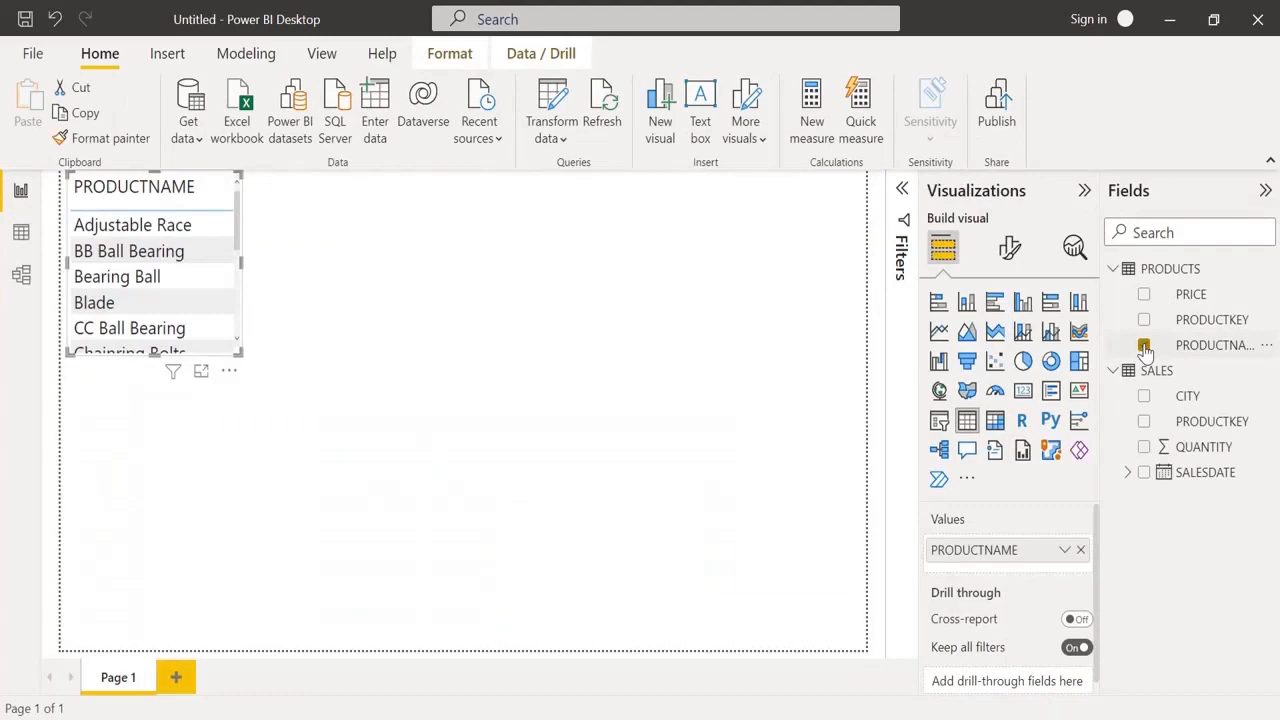 Untitled - Power BI Desktop
Search
Sign in
File
Home
Insert
Modeling
View
Help
Format
Data / Drill
Paste
Cut
Copy
Format painter
Clipboard
Get data
Excel workbook
Power BI datasets
SQL Server
Enter data
Dataverse
Recent sources
Data
Transform data
Refresh
Queries
New visual
A
Text box
More visuals
Insert
New measure
Quick measure
Calculations
Sensitivity
Sensitivity
Publish
Share
PRODUCTNAME
Adjustable Race
BB Ball Bearing
Bearing Ball
Blade
CC Ball Bearing
Chainring Bolts
Filters
Visualizations
Build visual
123
R
Py
...
Values
PRODUCTNAME
Drill through
Cross-report
Off
Keep all filters
On
Add drill-through fields here
Fields
Search
PRODUCTS
PRICE
PRODUCTKEY
PRODUCTNA...
SALES
CITY
PRODUCTKEY
∑ QUANTITY
SALESDATE
Page 1
+
Page 1 of 1